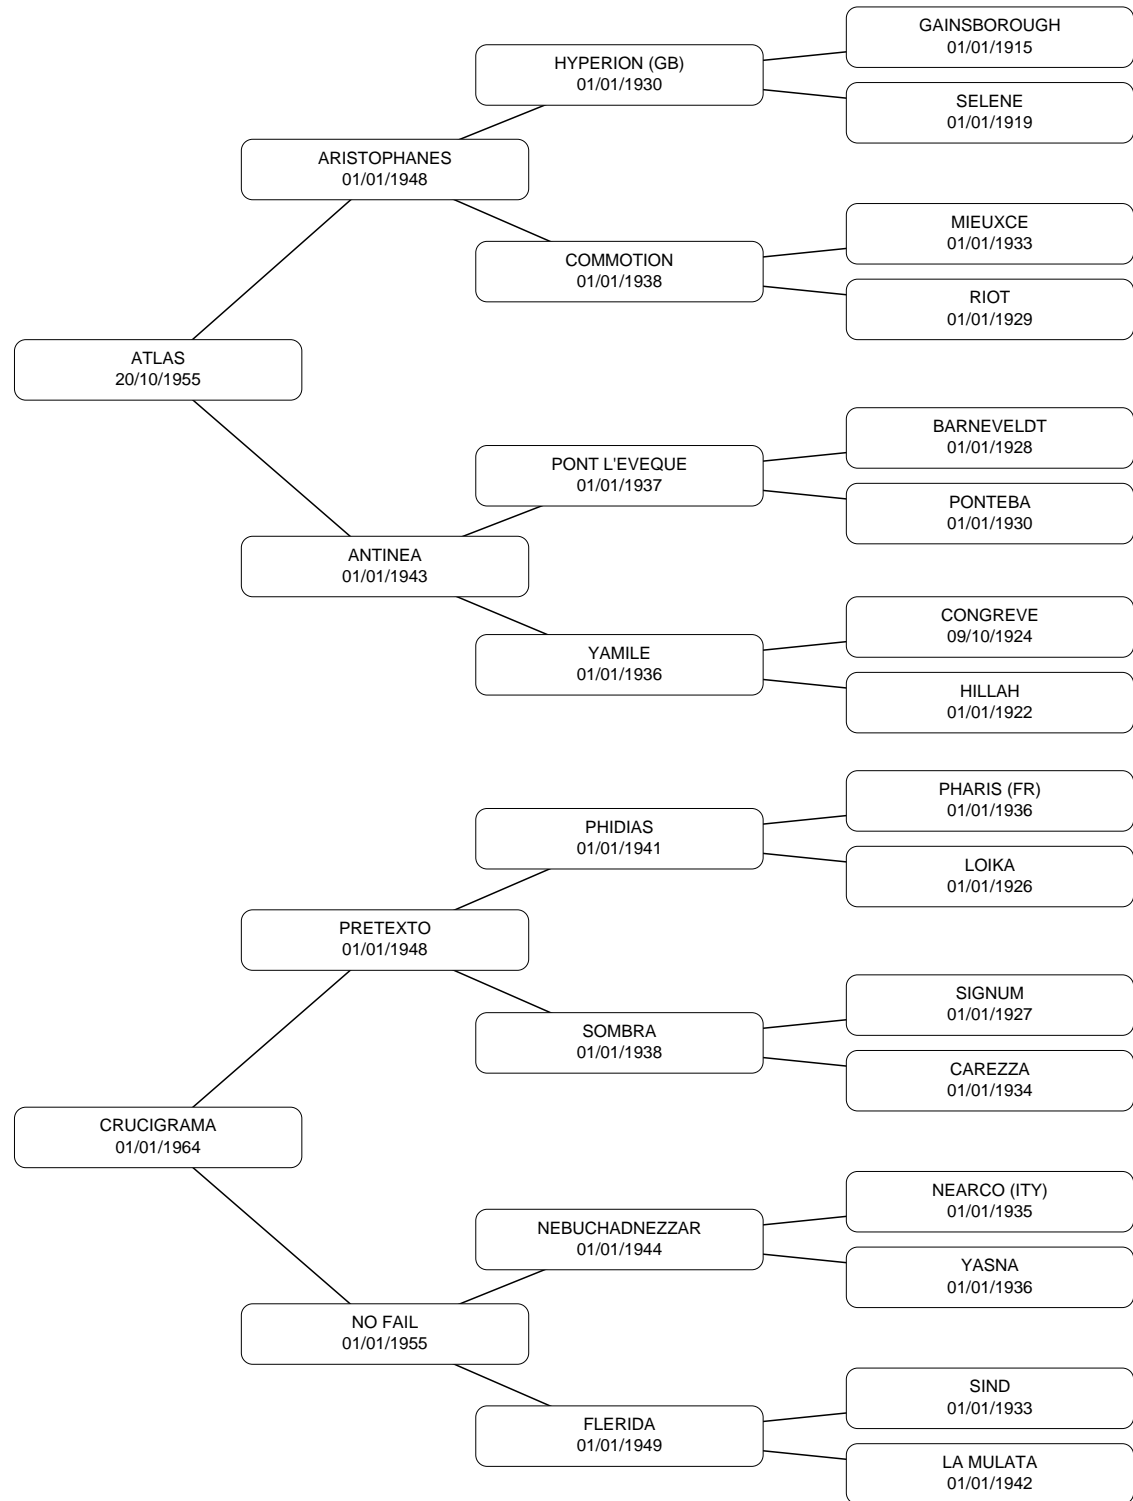 GAINSBOROUGH
01/01/1915
HYPERION (GB)
01/01/1930
SELENE
01/01/1919
ARISTOPHANES
01/01/1948
MIEUXCE
01/01/1933
COMMOTION
01/01/1938
RIOT
01/01/1929
ATLAS
20/10/1955
BARNEVELDT
01/01/1928
PONT L'EVEQUE
01/01/1937
PONTEBA
01/01/1930
ANTINEA
01/01/1943
CONGREVE
09/10/1924
YAMILE
01/01/1936
HILLAH
01/01/1922
PHARIS (FR)
01/01/1936
PHIDIAS
01/01/1941
LOIKA
01/01/1926
PRETEXTO
01/01/1948
SIGNUM
01/01/1927
SOMBRA
01/01/1938
CAREZZA
01/01/1934
CRUCIGRAMA
01/01/1964
NEARCO (ITY)
01/01/1935
NEBUCHADNEZZAR
01/01/1944
YASNA
01/01/1936
NO FAIL
01/01/1955
SIND
01/01/1933
FLERIDA
01/01/1949
LA MULATA
01/01/1942